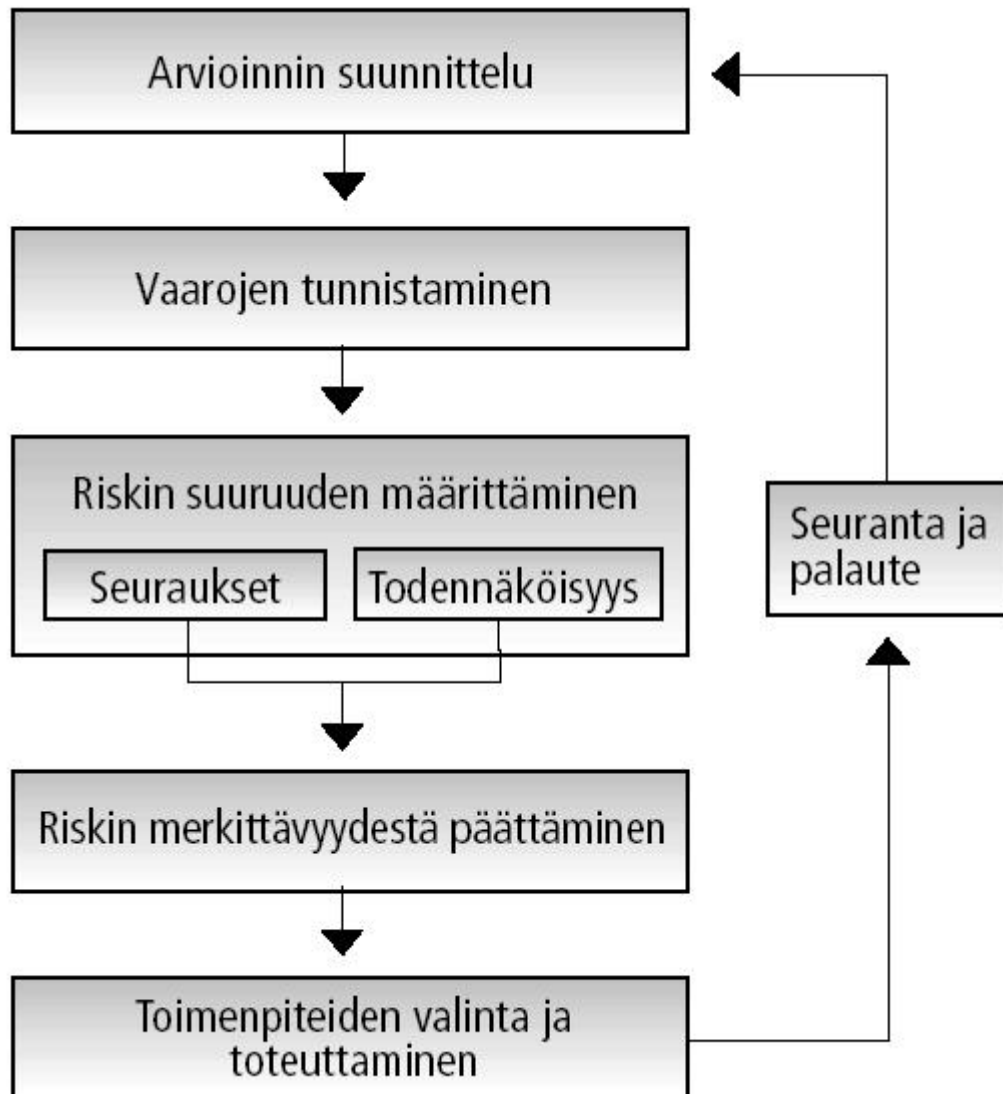 Arvioinnin suunnittelu
Vaarojen tunnistaminen
Riskin suuruuden määrittäminen
Seuraukset
Todennäköisyys
Seuranta ja
palaute
Riskin merkittävyydestä päättäminen
Toimenpiteiden valinta ja
toteuttaminen